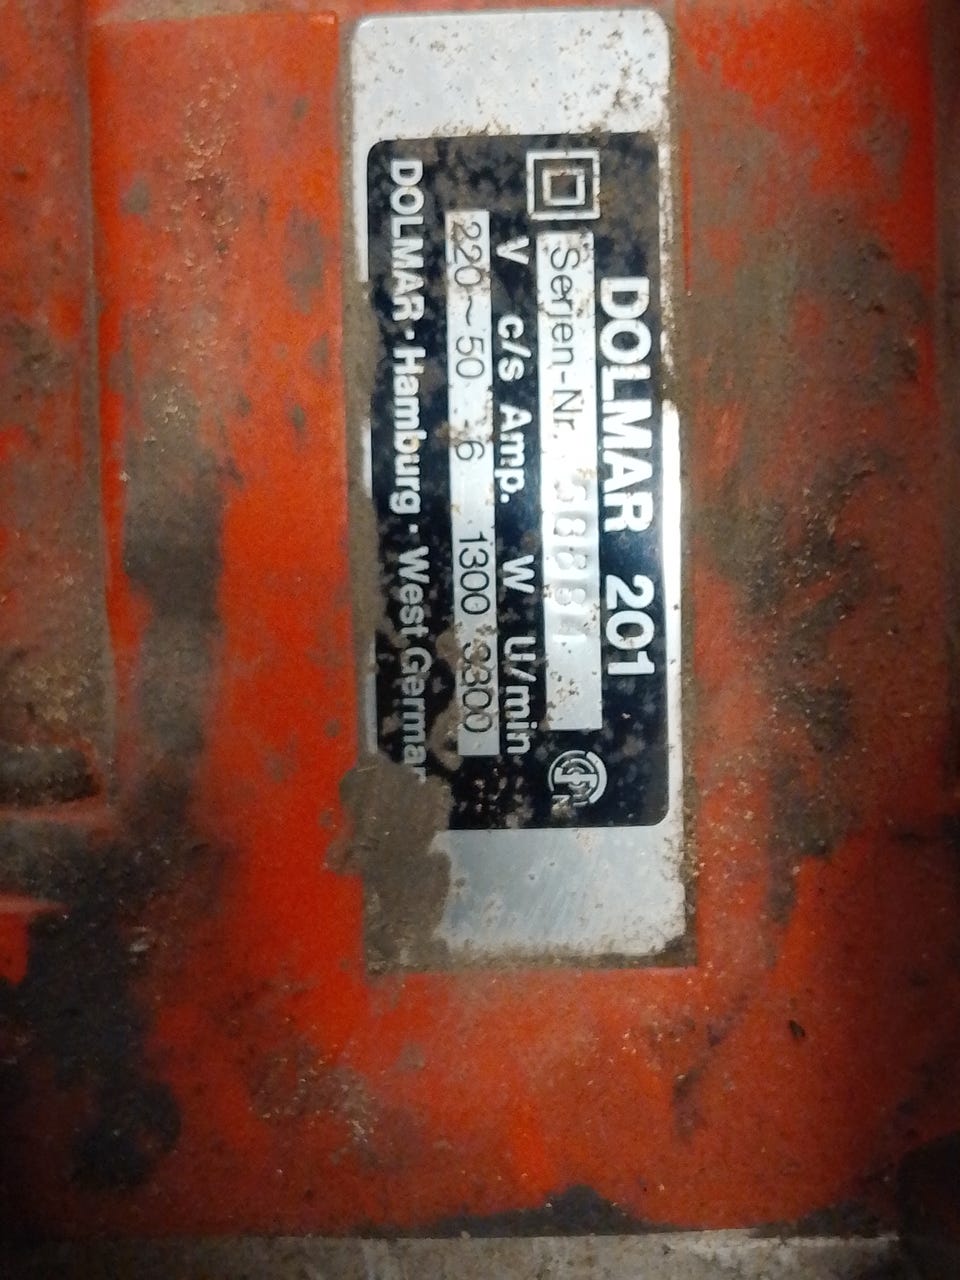 DOLMAR 201
Serien-Nr.
V c/s Amp. W U/min
220~ 50 6 1300 3300
DOLMAR · Hamburg · West German